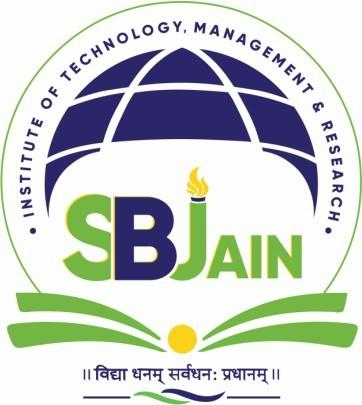 • INSTITUTE OF TECHNOLOGY, MANAGEMENT & RESEARCH •
SBJAIN
॥ विद्या धनम् सर्वधन: प्रधानम् ॥